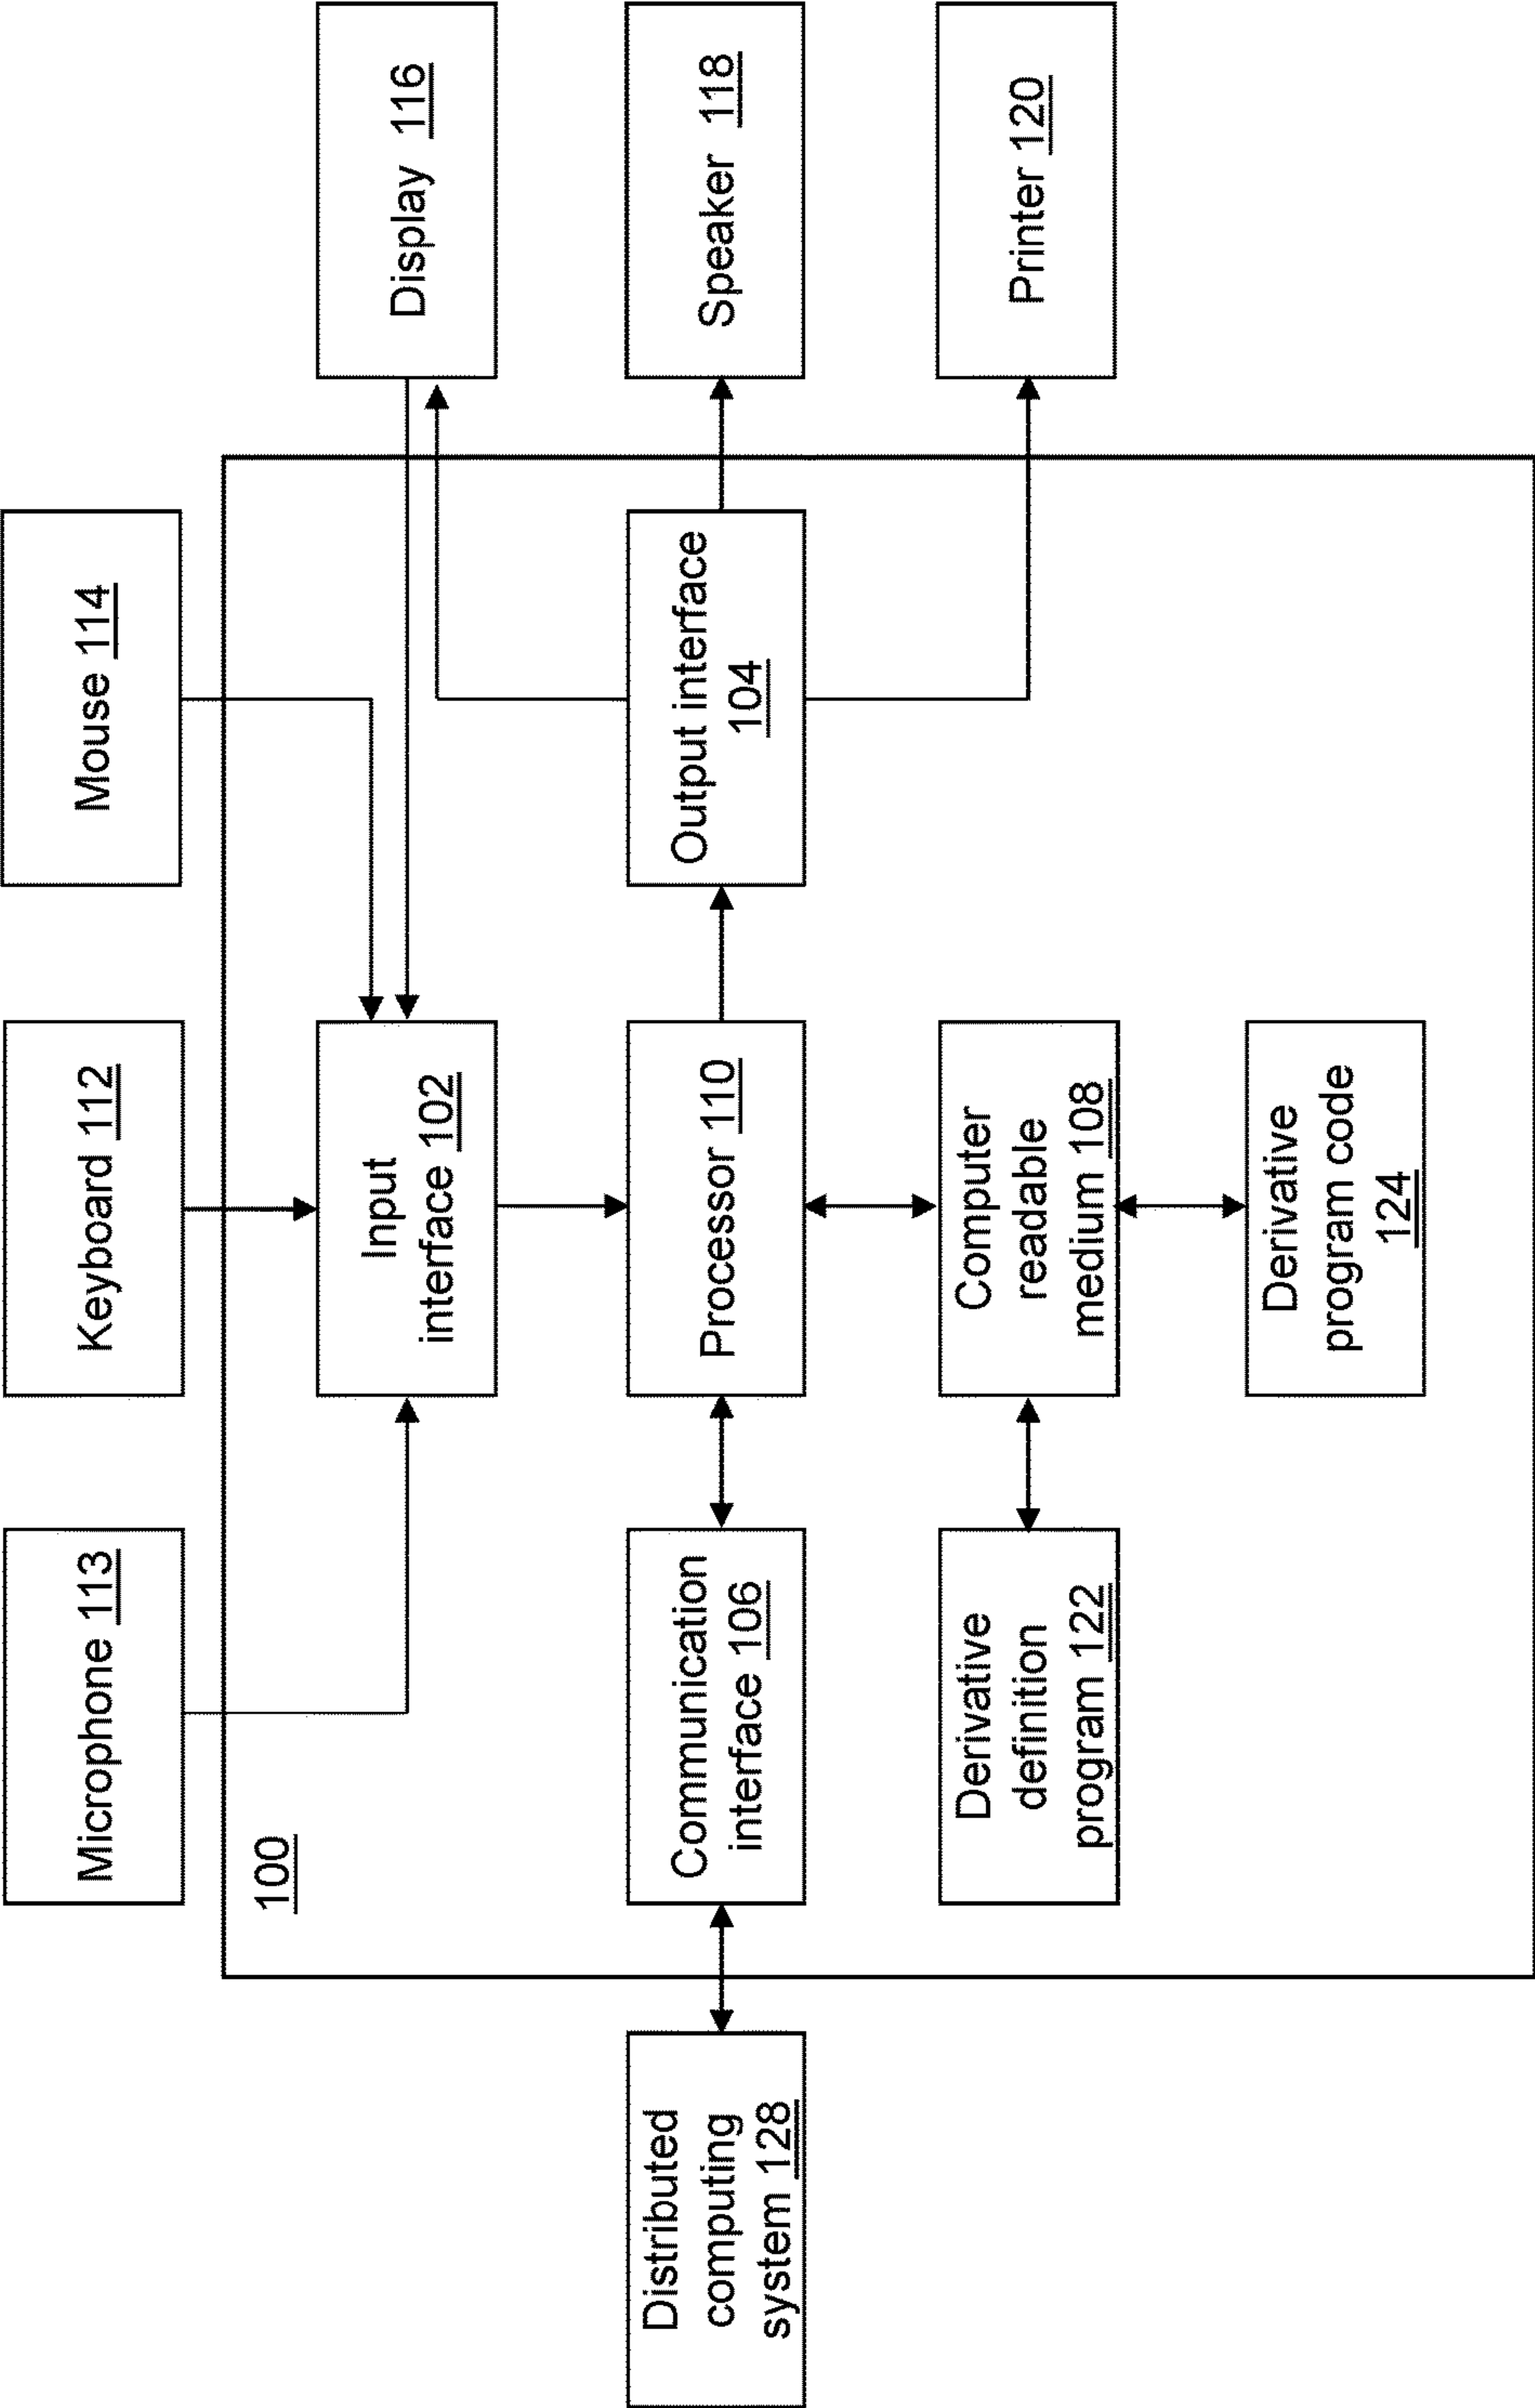 Microphone 113
Keyboard 112
Mouse 114
100
Input
interface 102
Display 116
Distributed
computing
system 128
Communication
interface 106
Processor 110
Output interface
104
Speaker 118
Derivative
definition
program 122
Computer
readable
medium 108
Printer 120
Derivative
program code
124